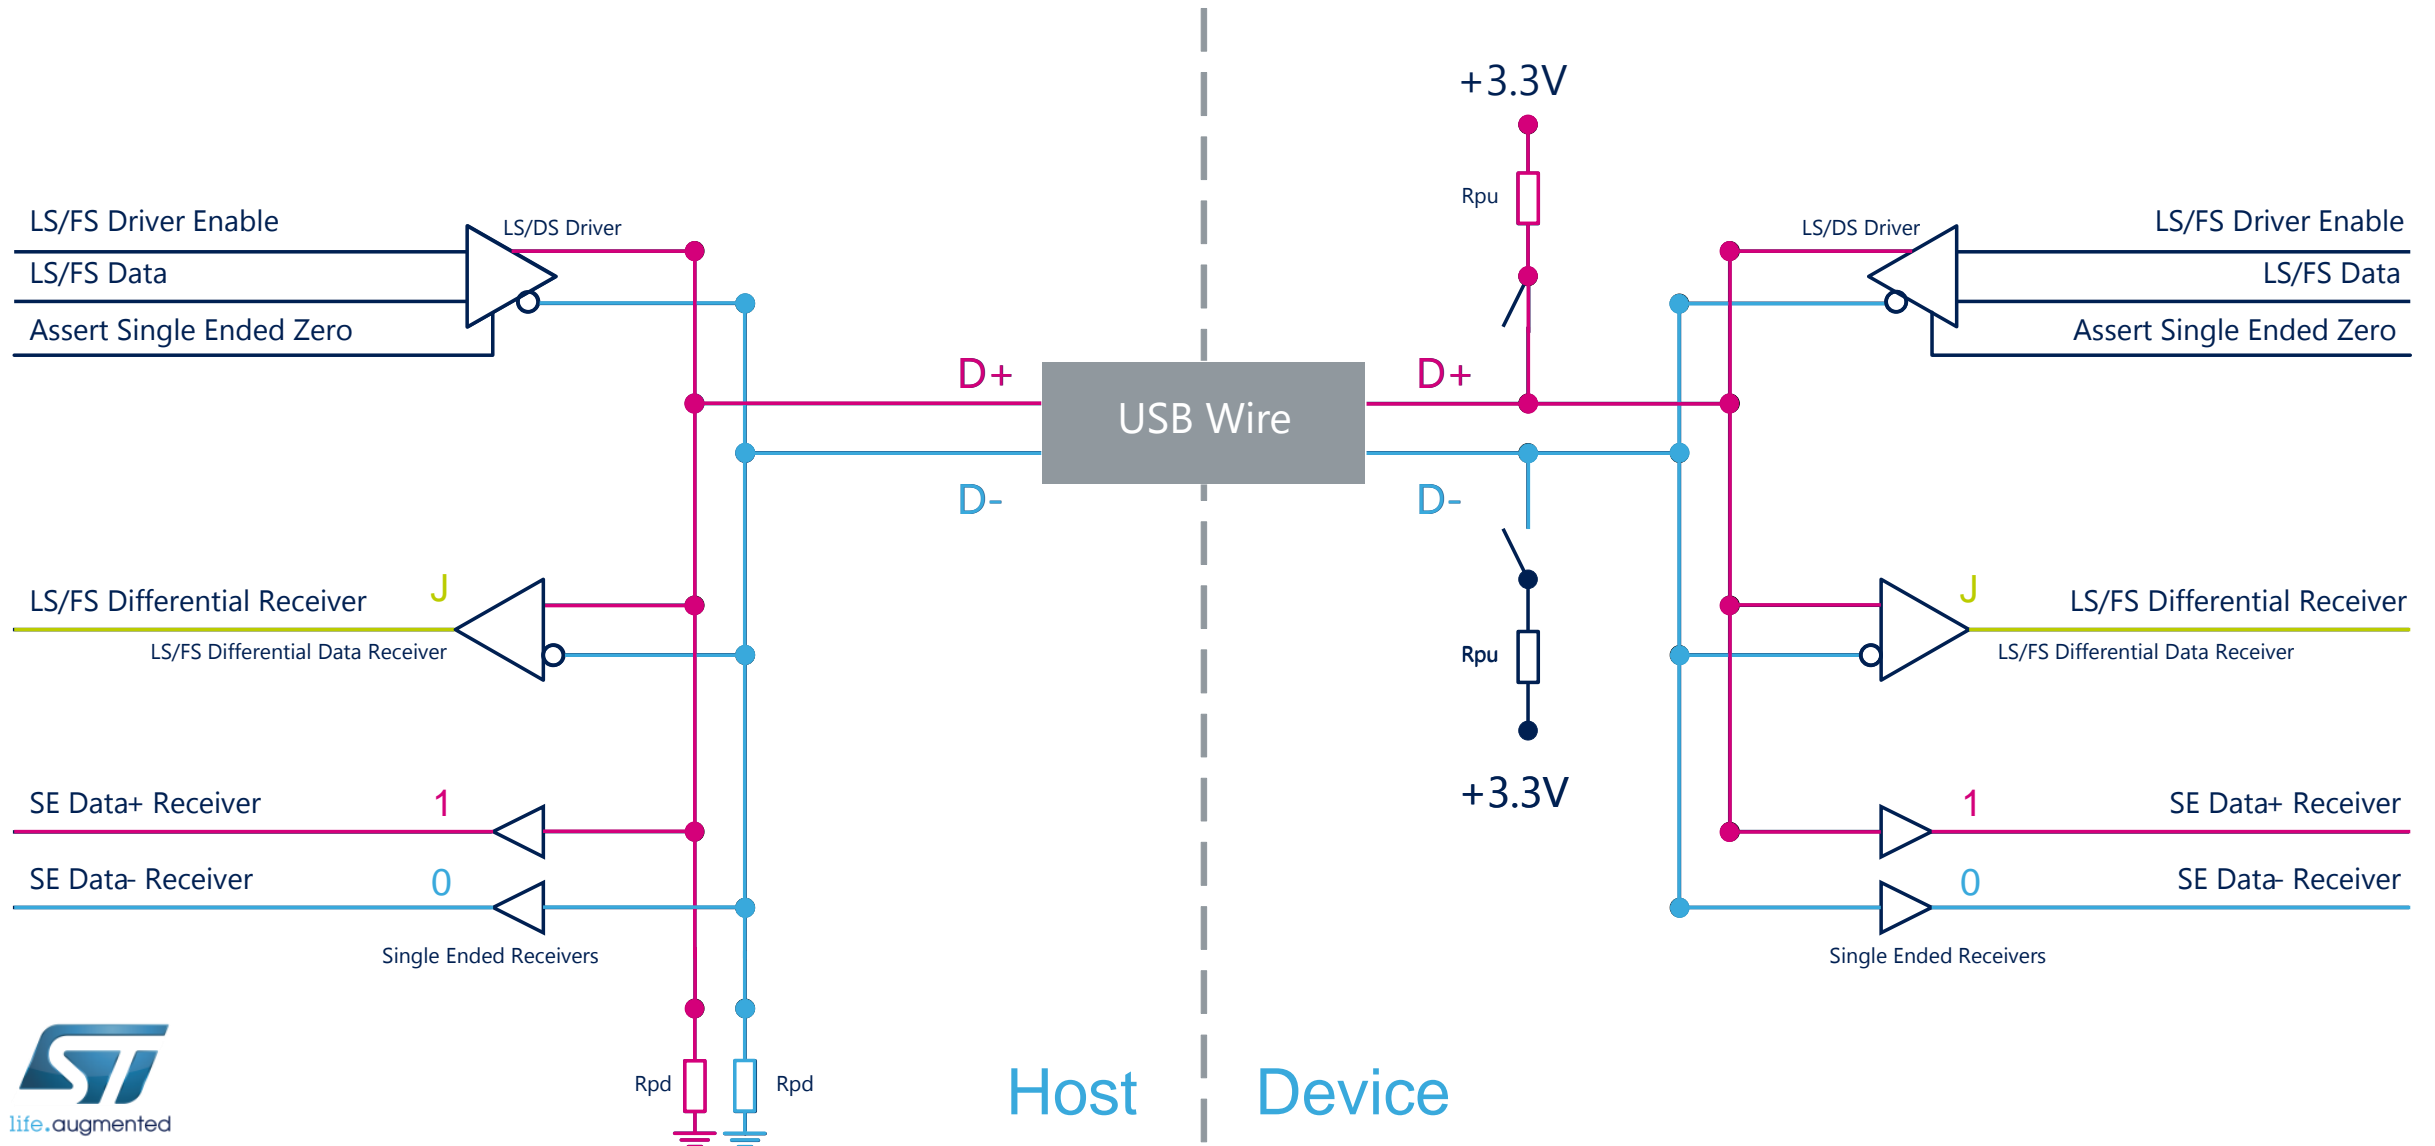 +3.3V
Rpu
LS/FS Driver Enable
LS/DS Driver
LS/DS Driver
LS/FS Driver Enable
LS/FS Data
LS/FS Data
Assert Single Ended Zero
Assert Single Ended Zero
D+
USB Wire
D+
D-
D-
LS/FS Differential Receiver
J
J
LS/FS Differential Receiver
LS/FS Differential Data Receiver
Rpu
LS/FS Differential Data Receiver
+3.3V
SE Data+ Receiver
1
1
SE Data+ Receiver
SE Data- Receiver
0
0
SE Data- Receiver
Single Ended Receivers
Single Ended Receivers
Rpd
Rpd
Host
Device
ST
life.augmented